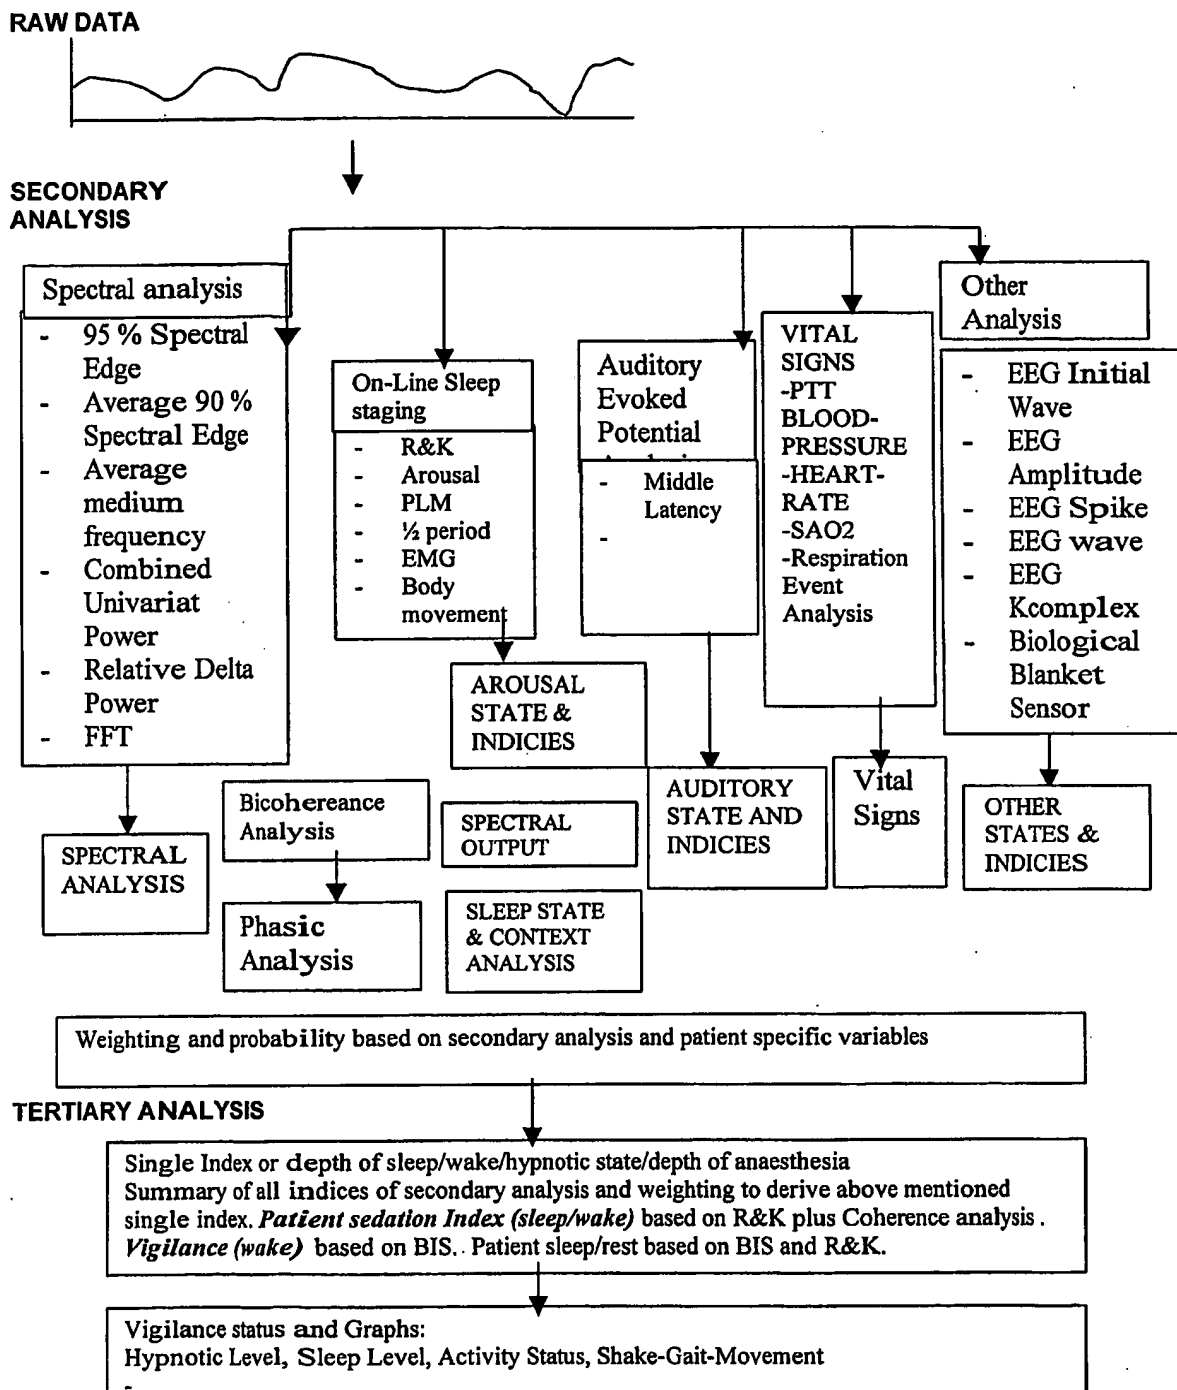 RAW DATA
SECONDARY
ANALYSIS
Spectral analysis
- 95 % Spectral
Edge
- Average 90 %
Spectral Edge
- Average
medium
frequency
- Combined
Univariat
Power
- Relative Delta
Power
- FFT
On-Line Sleep
staging
- R&K
- Arousal
- PLM
- ½ period
- EMG
- Body
movement
Auditory
Evoked
Potential
- Middle
Latency
-
VITAL
SIGNS
-PTT
BLOOD-
PRESSURE
-HEART-
RATE
-SAO2
-Respiration
Event
Analysis
Other
Analysis
- EEG Initial
Wave
- EEG
Amplitude
- EEG Spike
- EEG wave
- EEG
Kcomplex
- Biological
Blanket
Sensor
SPECTRAL
ANALYSIS
Bicohereance
Analysis
Phasic
Analysis
AROUSAL
STATE &
INDICIES
SPECTRAL
OUTPUT
SLEEP STATE
& CONTEXT
ANALYSIS
AUDITORY
STATE AND
INDICIES
Vital
Signs
OTHER
STATES &
INDICIES
Weighting and probability based on secondary analysis and patient specific variables
TERTIARY ANALYSIS
Single Index or depth of sleep/wake/hypnotic state/depth of anaesthesia
Summary of all indices of secondary analysis and weighting to derive above mentioned
single index. Patient sedation Index (sleep/wake) based on R&K plus Coherence analysis.
Vigilance (wake) based on BIS. Patient sleep/rest based on BIS and R&K.
Vigilance status and Graphs:
Hypnotic Level, Sleep Level, Activity Status, Shake-Gait-Movement
-